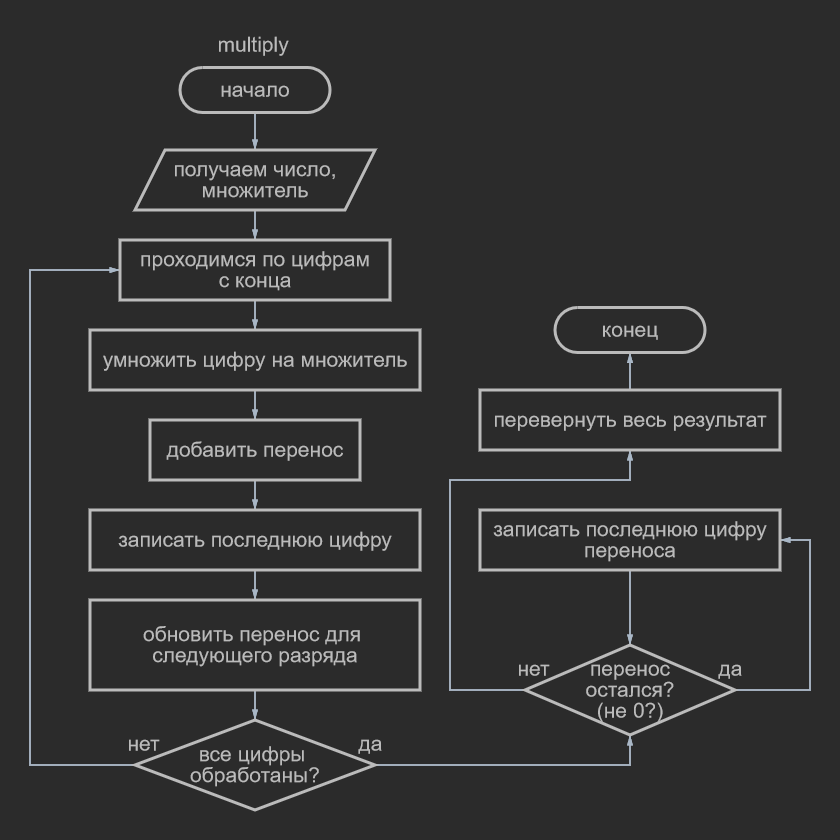 multiply
начало
получаем число,
множитель
проходимся по цифрам
с конца
умножить цифру на множитель
добавить перенос
записать последнюю цифру
обновить перенос для
следующего разряда
нет
все цифры
обработаны?
да
конец
перевернуть весь результат
записать последнюю цифру
переноса
нет
перенос
остался?
(не 0?)
да